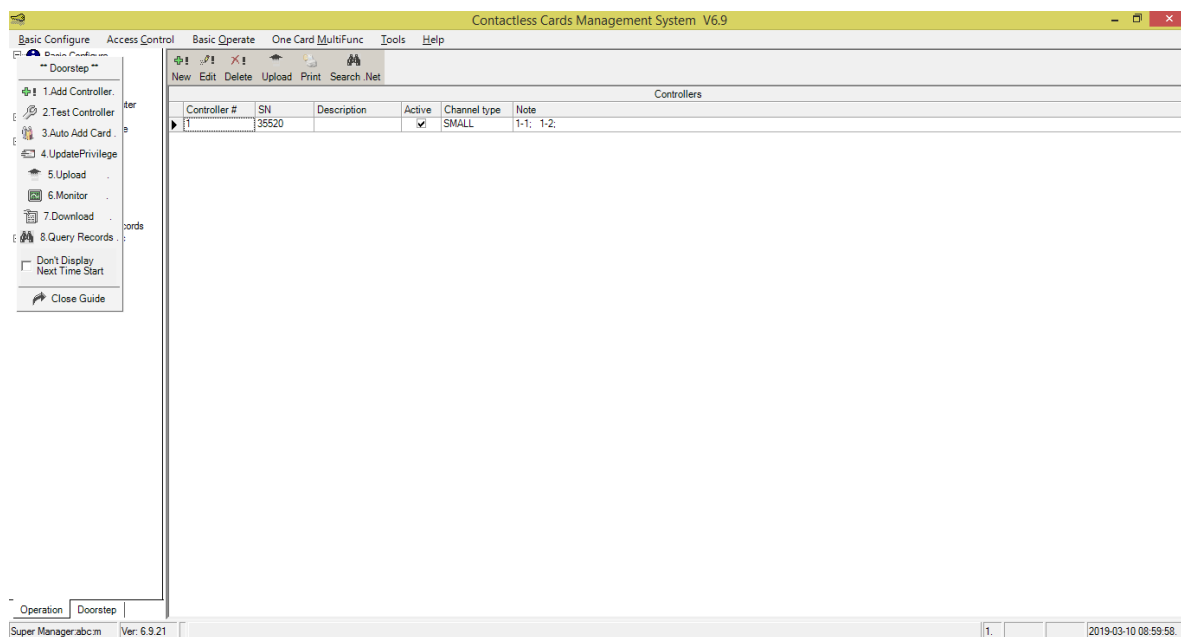 Contactless Cards Management System V6.9
Basic Configure Access Control Basic Operate One Card MultiFunc Tools Help
** Doorstep **
1.Add Controller.
2.Test Controller
3.Auto Add Card .
4.UpdatePrivilege
5.Upload .
6.Monitor .
7.Download .
8.Query Records .
Don't Display
Next Time Start
Close Guide
New Edit Delete Upload Print Search .Net
Controllers
Controller # SN Description Active Channel type Note
1 35520 SMALL 1-1; 1-2;
Operation Doorstep
Super Manager:abc:m Ver: 6.9.21 1. 2019-03-10 08:59:58.